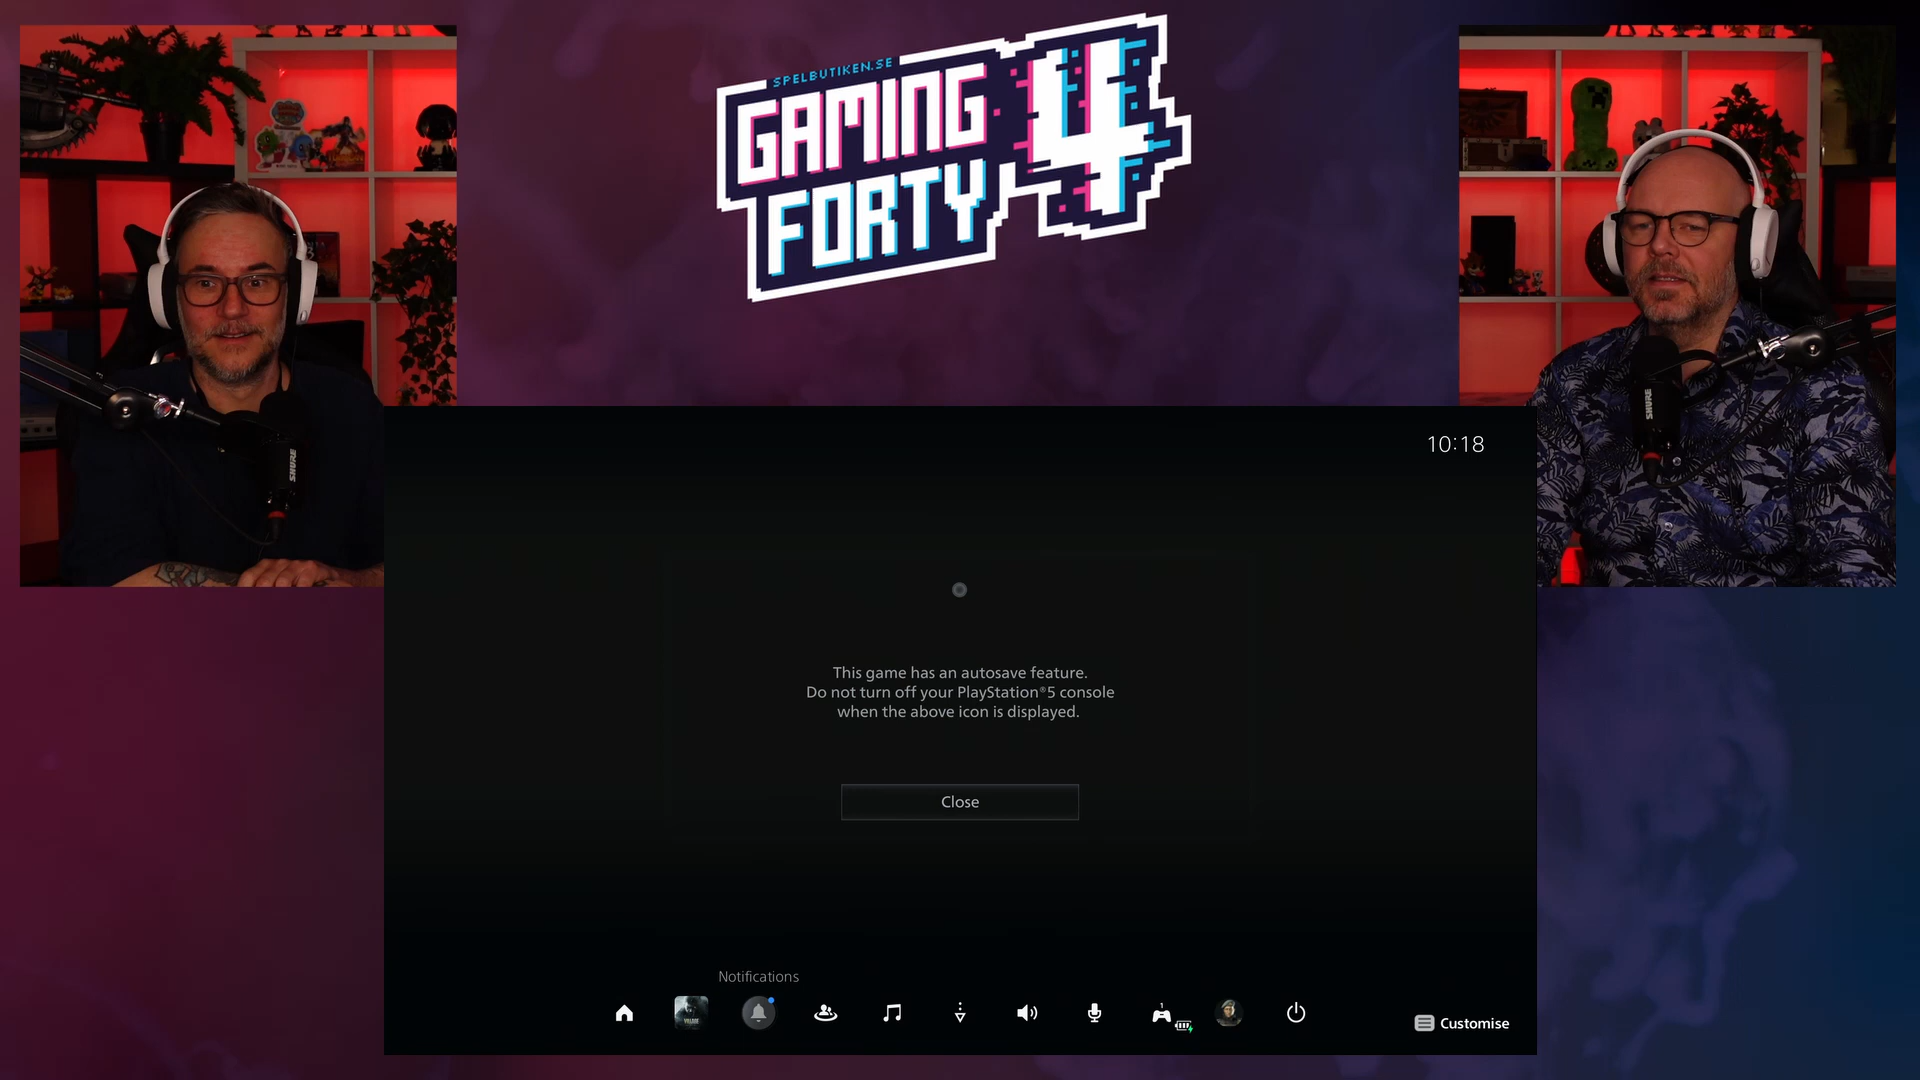 SPELBUTIKEN.SE
GAMING
FORTY
4
10:18
This game has an autosave feature.
Do not turn off your PlayStation®5 console
when the above icon is displayed.
Close
Notifications
1
Customise
SHURE
SHURE